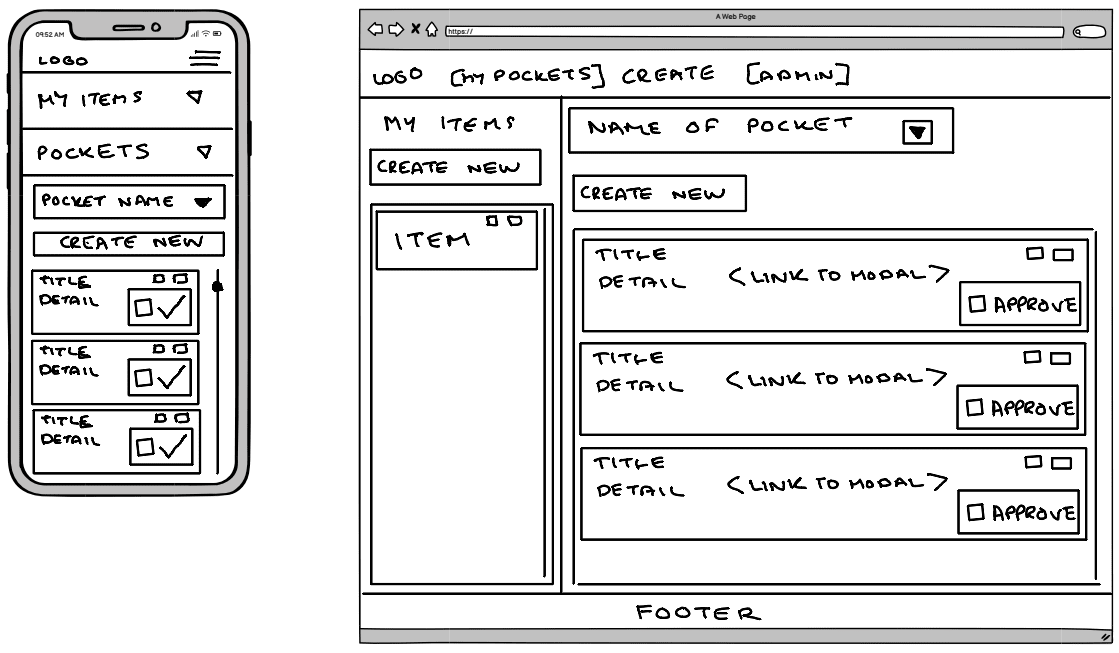 09:52 AM
LOGO
MY ITEMS
POCKETS
POCKET NAME
CREATE NEW
TITLE
DETAIL
TITLE
DETAIL
TITLE
DETAIL
A Web Page
https://
LOGO [MY POCKETS] CREATE [ADMIN]
MY ITEMS
CREATE NEW
ITEM
NAME OF POCKET
CREATE NEW
TITLE
DETAIL <LINK TO MODAL>
APPROVE
TITLE
DETAIL <LINK TO MODAL>
APPROVE
TITLE
DETAIL <LINK TO MODAL>
APPROVE
FOOTER